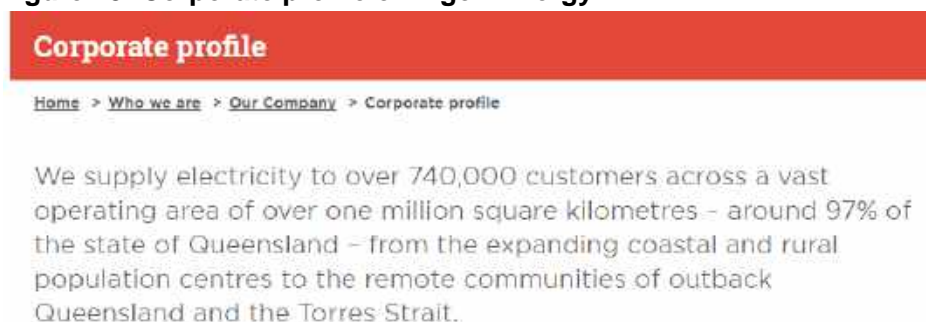 Corporate profile
Home > Who we are > Our Company > Corporate profile
We supply electricity to over 740,000 customers across a vast
operating area of over one million square kilometres – around 97% of
the state of Queensland – from the expanding coastal and rural
population centres to the remote communities of outback
Queensland and the Torres Strait.